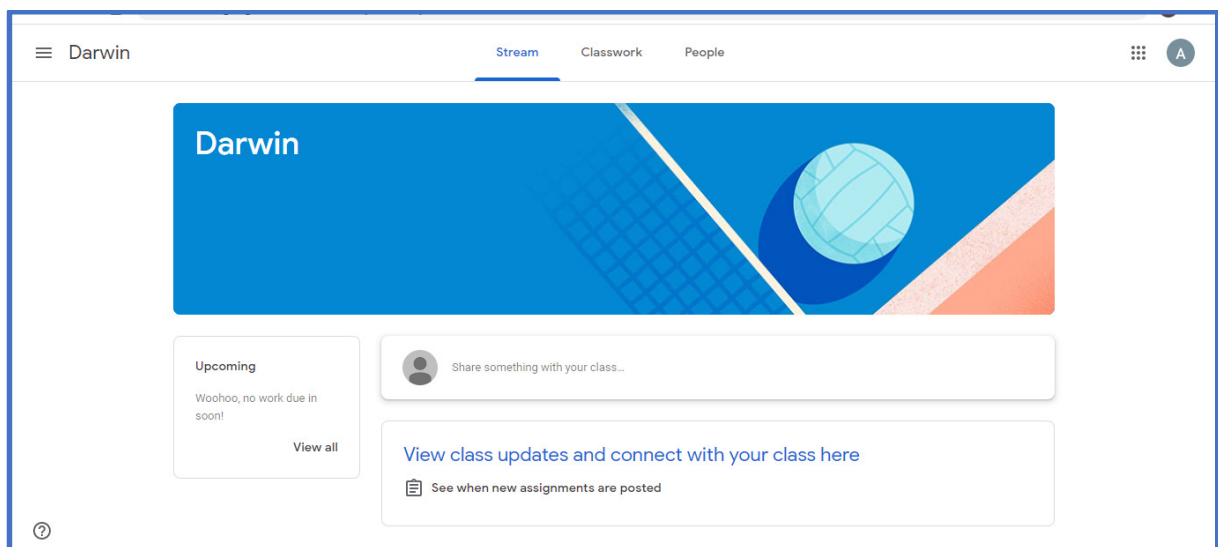 Darwin
Stream Classwork People
A
Darwin
Upcoming
Woohoo, no work due in
soon!
View all
Share something with your class...
View class updates and connect with your class here
See when new assignments are posted
?